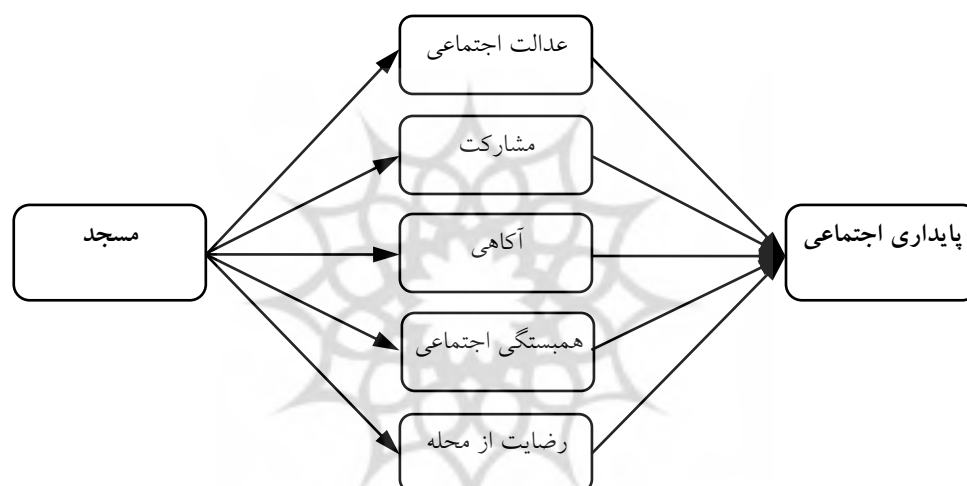 عدالت اجتماعی
مشارکت
مسجد
آکاهی
پایداری اجتماعی
همبستگی اجتماعی
رضایت از محله